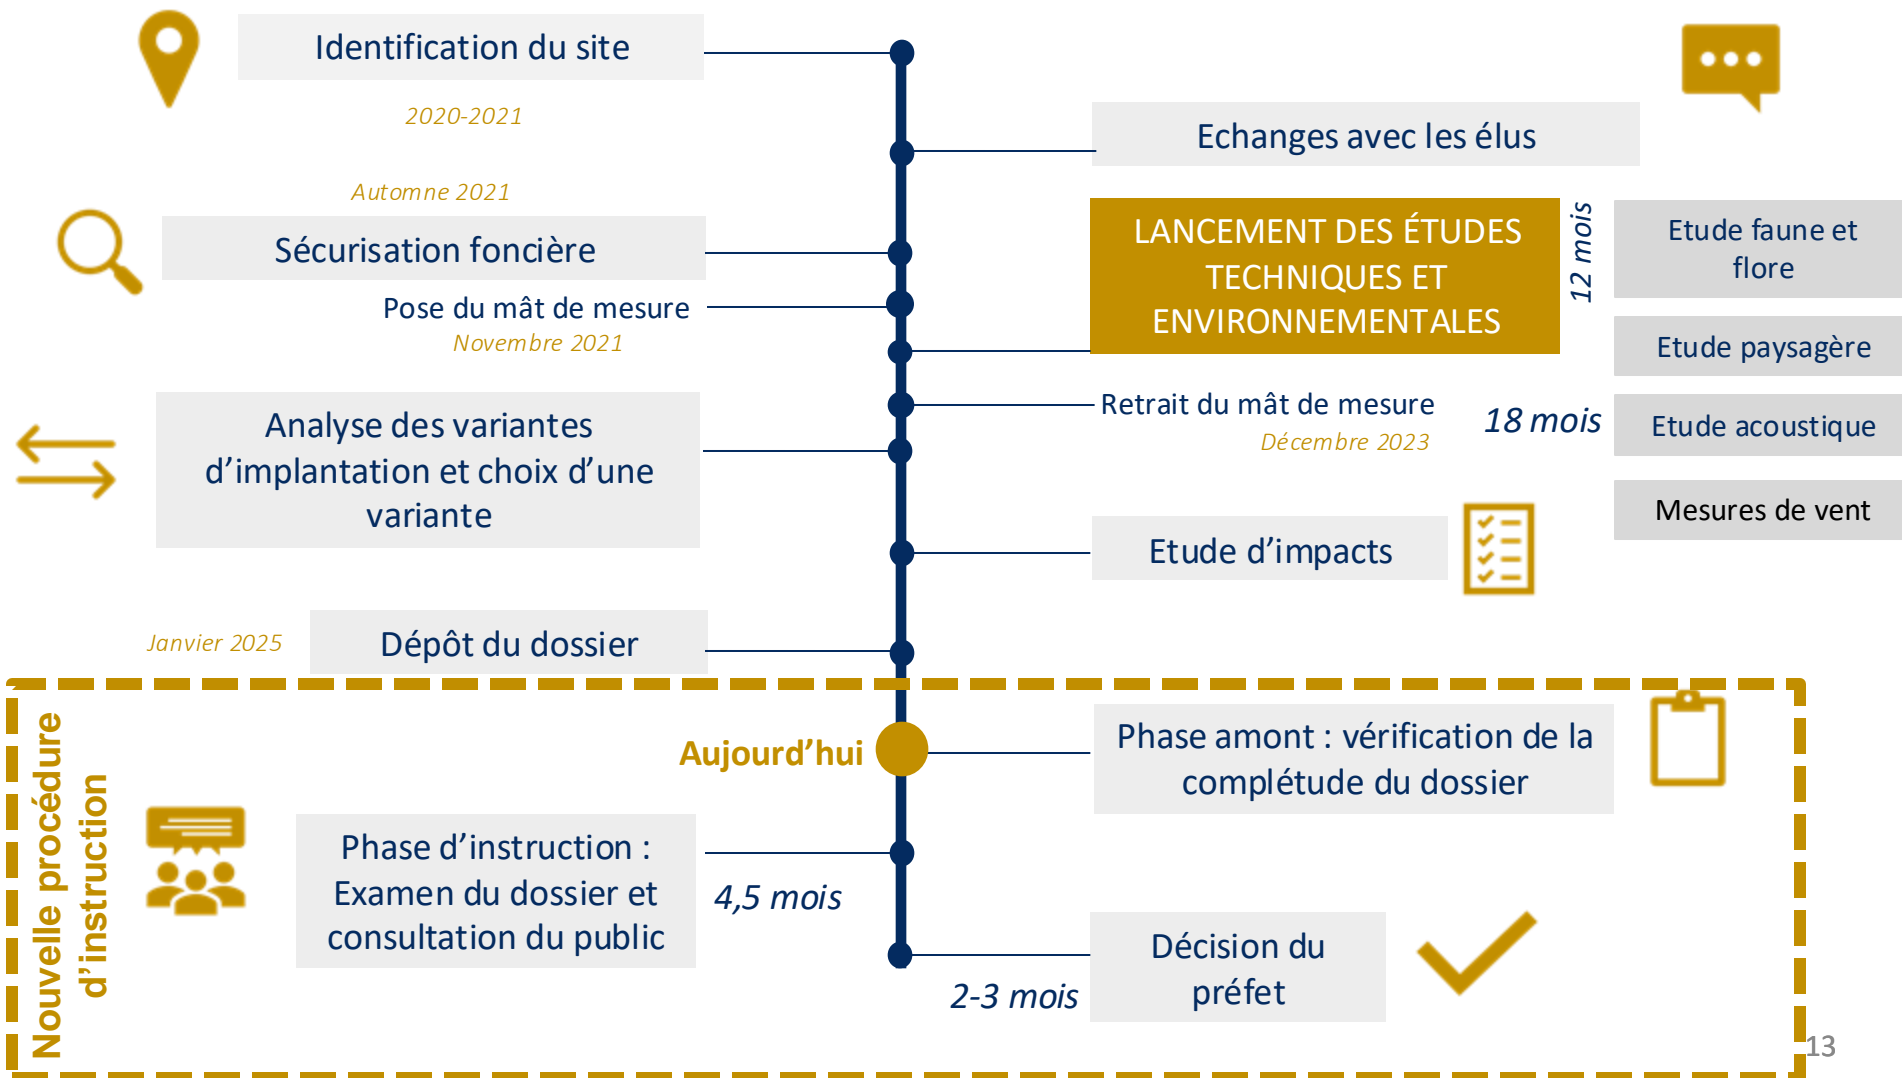 Identification du site
2020-2021
Echanges avec les élus
Automne 2021
Sécurisation foncière
LANCEMENT DES ÉTUDES
TECHNIQUES ET
ENVIRONNEMENTALES
12 mois
Etude faune et
flore
Pose du mât de mesure
Novembre 2021
Etude paysagère
Analyse des variantes
d’implantation et choix d’une
variante
Retrait du mât de mesure
Décembre 2023
18 mois
Etude acoustique
Mesures de vent
Etude d’impacts
Janvier 2025
Dépôt du dossier
Nouvelle procédure
d’instruction
Aujourd’hui
Phase amont : vérification de la
complétude du dossier
Phase d’instruction :
Examen du dossier et
consultation du public
4,5 mois
Décision du
préfet
2-3 mois
13